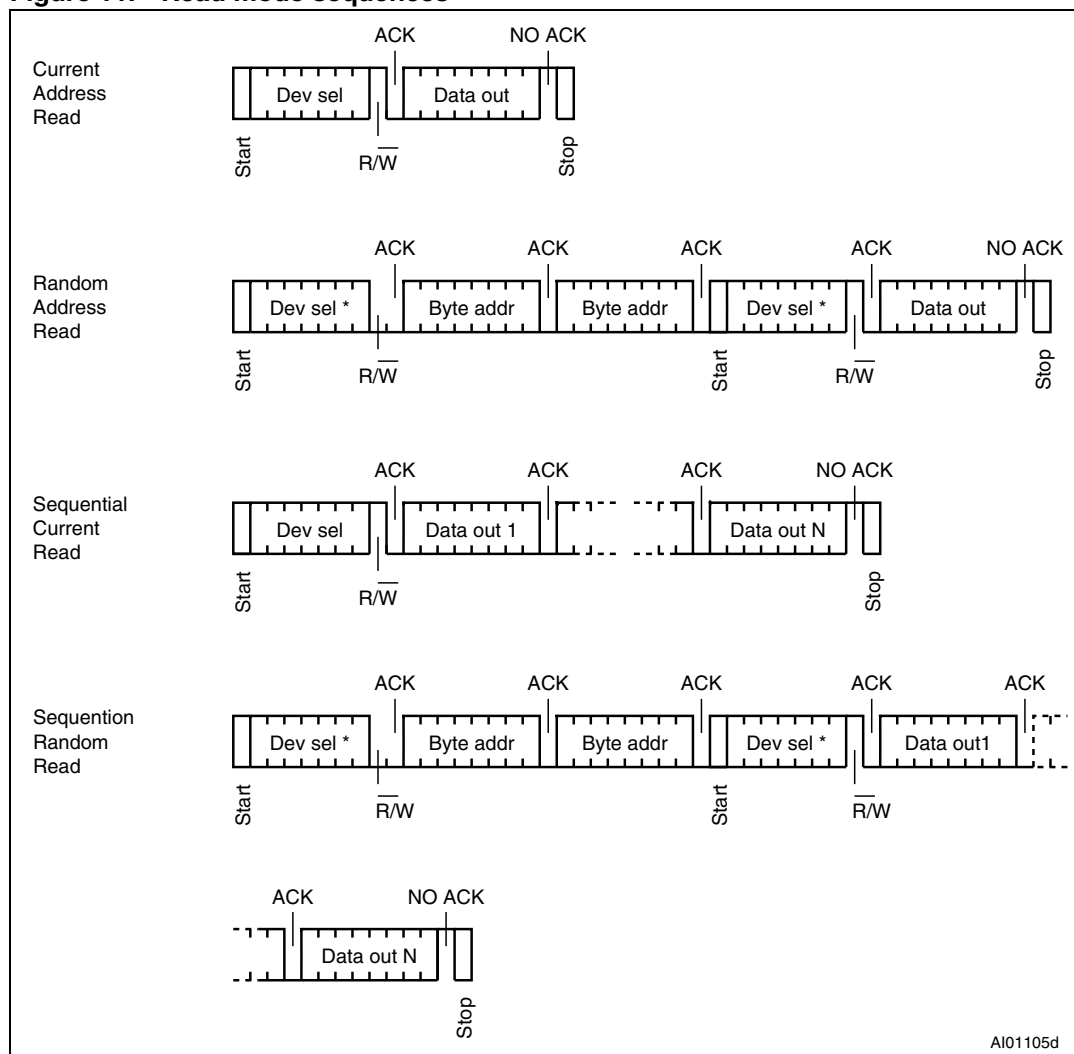 Figure 11. Read mode sequences
ACK NO ACK
Current
Address
Read
Dev sel Data out
Start R/W Stop
ACK ACK ACK ACK NO ACK
Random
Address
Read
Dev sel * Byte addr Byte addr Dev sel * Data out
Start R/W Start R/W Stop
ACK ACK ACK NO ACK
Sequential
Current
Read
Dev sel Data out 1 Data out N
Start R/W Stop
ACK ACK ACK ACK ACK
Sequention
Random
Read
Dev sel * Byte addr Byte addr Dev sel * Data out1
Start R/W Start R/W
ACK NO ACK
Data out N
Stop
AI01105d